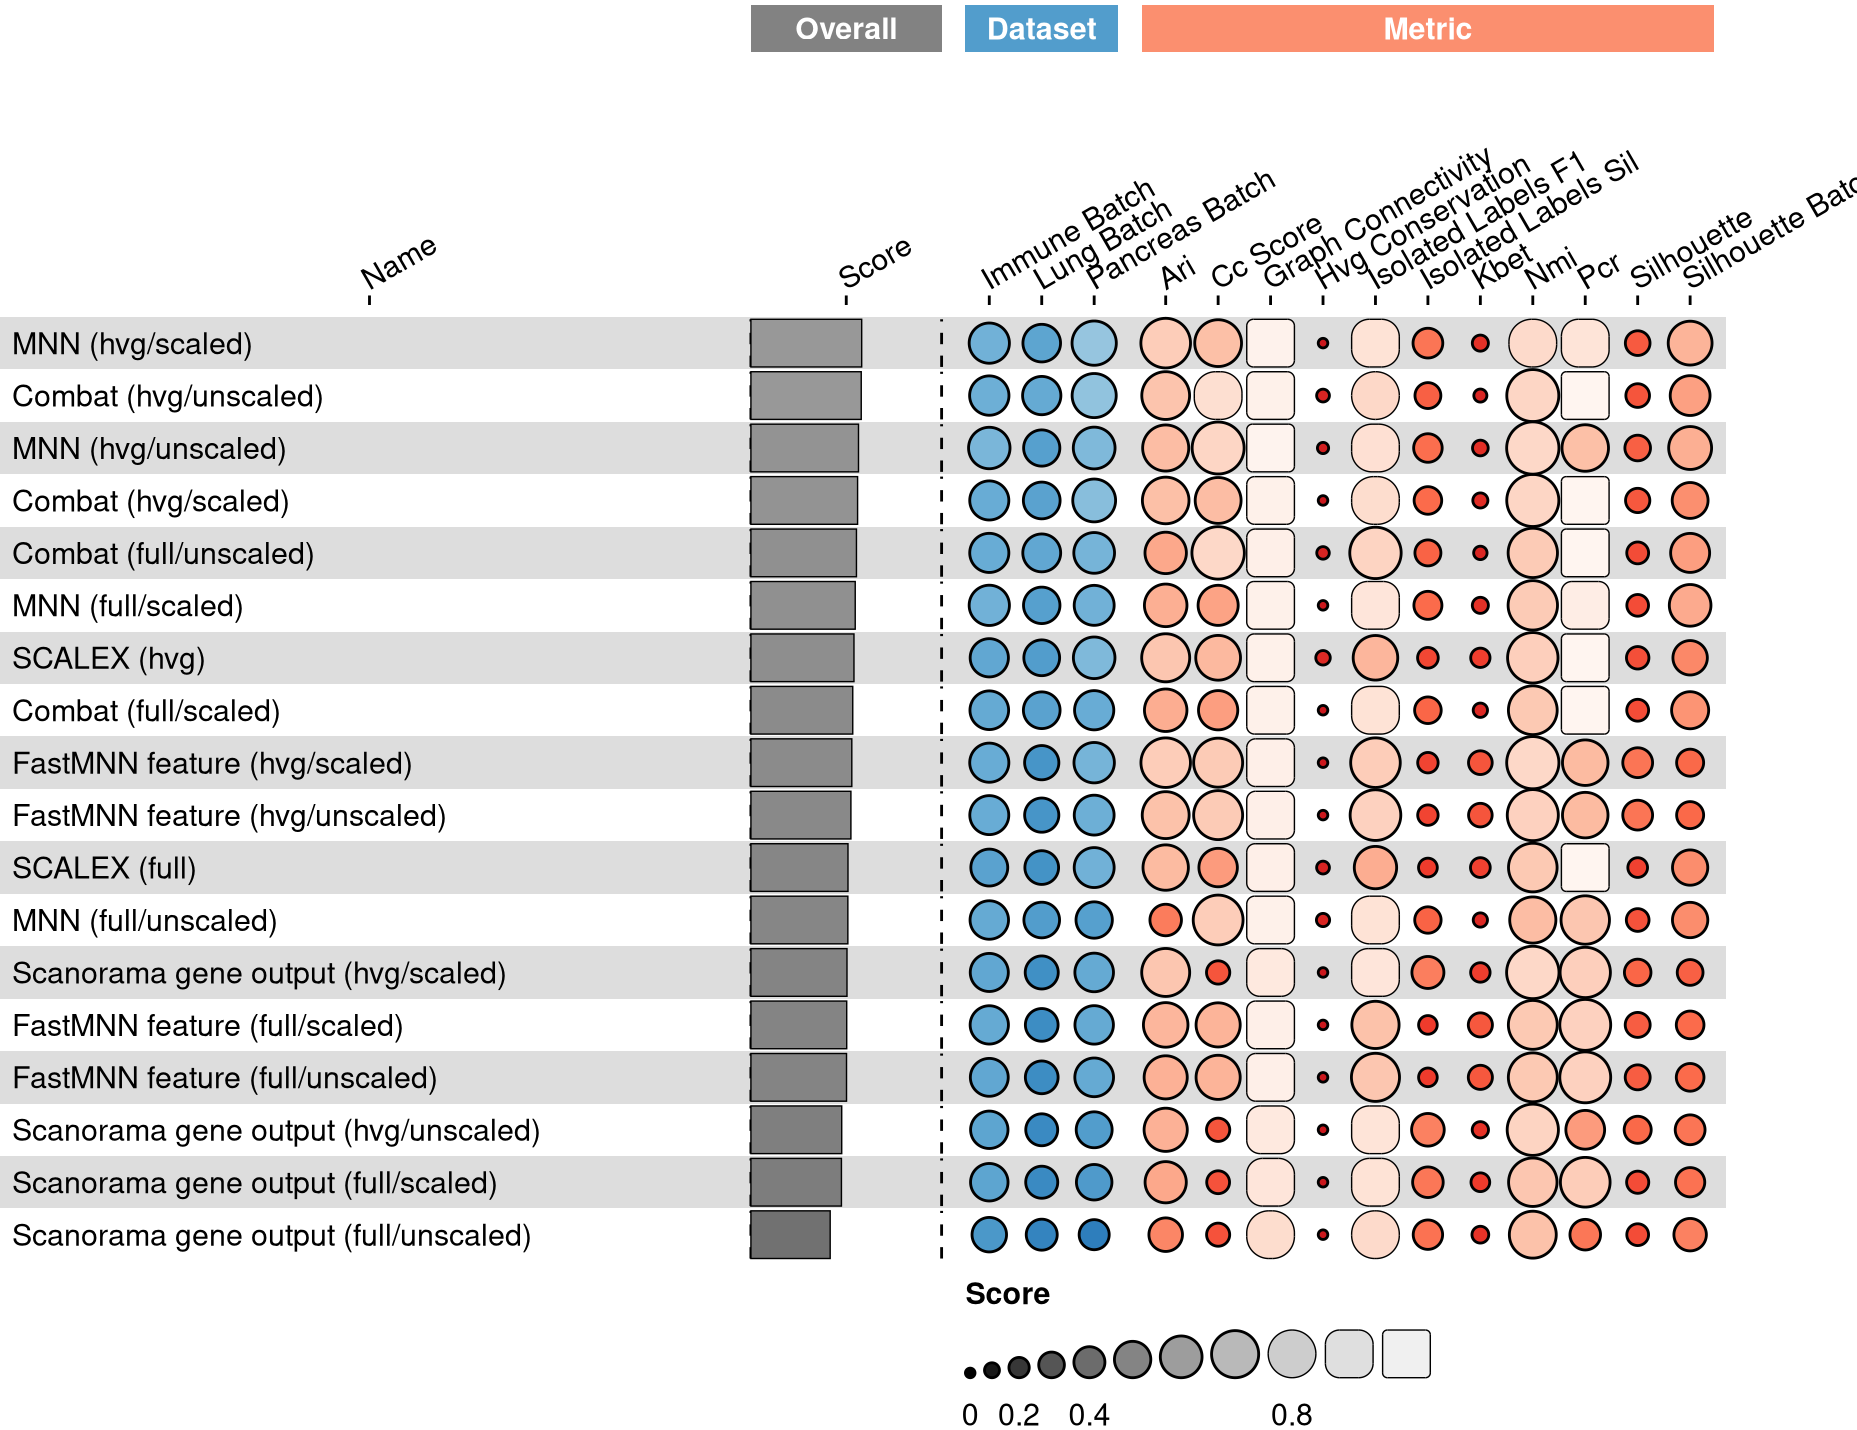 Overall Dataset Metric
Name
Score
Immune Batch
Lung Batch
Pancreas Batch
Ari
Cc Score
Graph Connectivity
Hvg Conservation
Isolated Labels F1
Isolated Labels Sil
Kbet
Nmi
Pcr
Silhouette
Silhouette Batc
MNN (hvg/scaled)
Combat (hvg/unscaled)
MNN (hvg/unscaled)
Combat (hvg/scaled)
Combat (full/unscaled)
MNN (full/scaled)
SCALEX (hvg)
Combat (full/scaled)
FastMNN feature (hvg/scaled)
FastMNN feature (hvg/unscaled)
SCALEX (full)
MNN (full/unscaled)
Scanorama gene output (hvg/scaled)
FastMNN feature (full/scaled)
FastMNN feature (full/unscaled)
Scanorama gene output (hvg/unscaled)
Scanorama gene output (full/scaled)
Scanorama gene output (full/unscaled)
Score
0 0.2 0.4 0.8